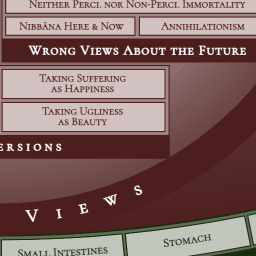 Neither Perci. nor Non-Perci. Immortality
Nibbāna Here & Now
Annihilationism
Wrong Views About the Future
Taking Suffering
as Happiness
Taking Ugliness
as Beauty
ersions
Views
Small Intestines
Stomach